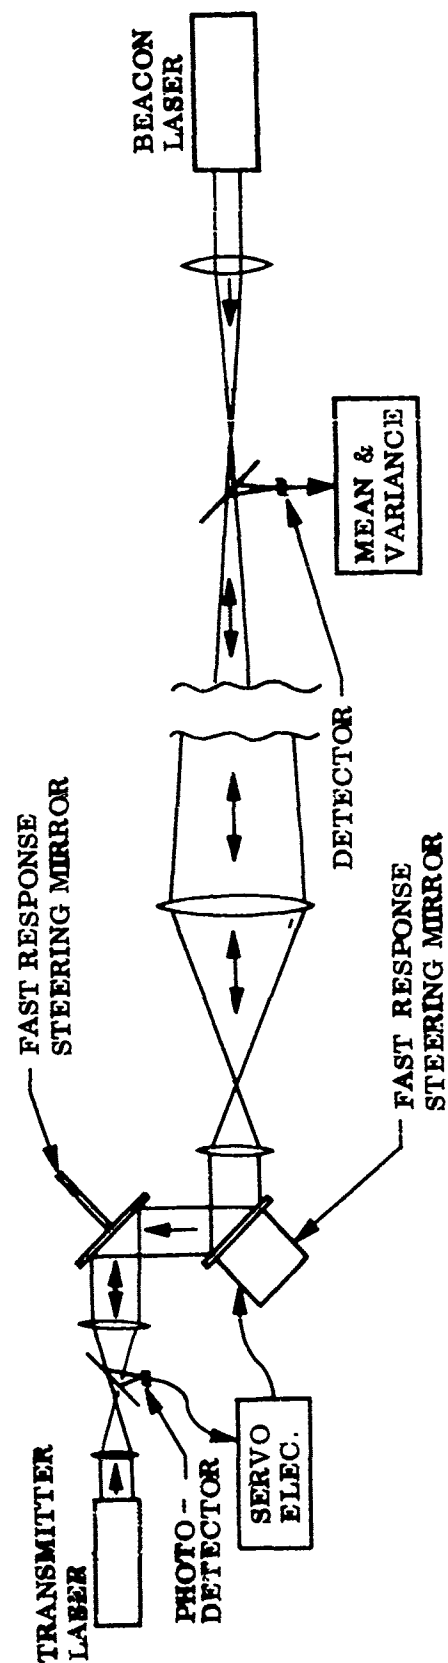 TRANSMITTER
LASER
PHOTO-
DETECTOR
SERVO
ELEC.
FAST RESPONSE
STEERING MIRROR
FAST RESPONSE
STEERING MIRROR
DETECTOR
MEAN &
VARIANCE
BEACON
LASER